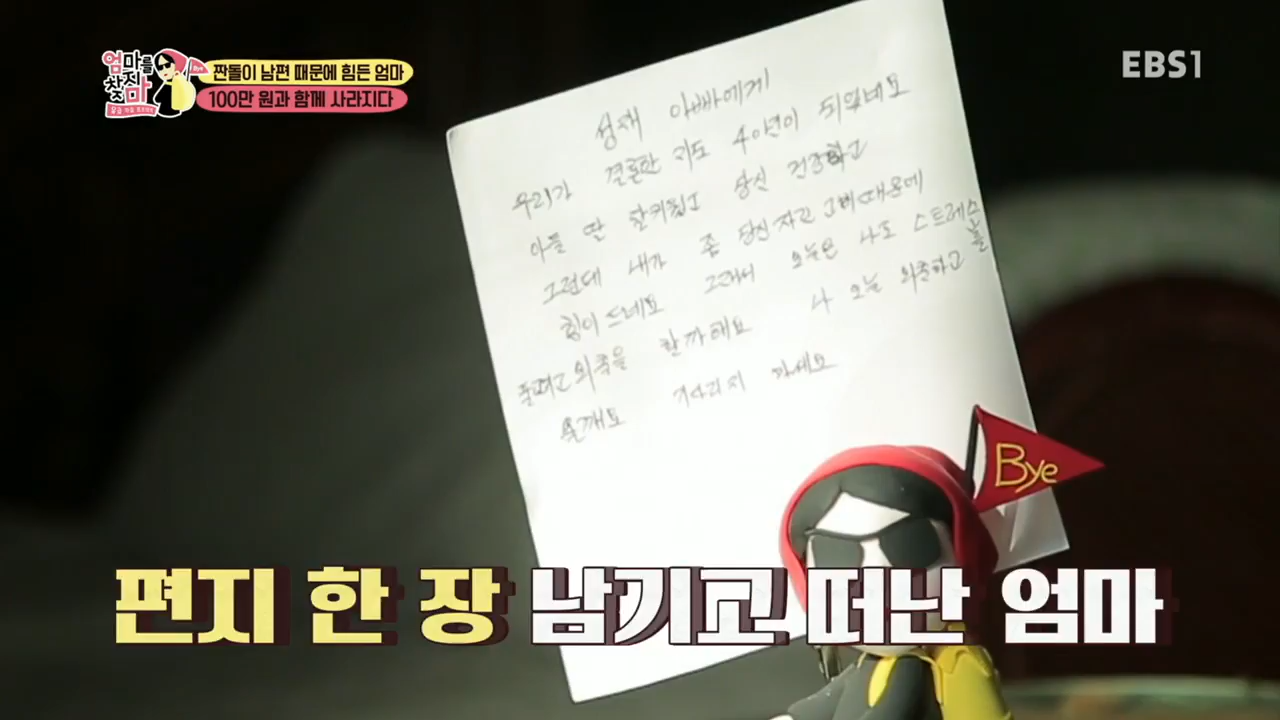 엄마를
찾지
마
짠돌이 남편 때문에 힘든 엄마
100만 원과 함께 사라지다
EBS1
성재 아빠에게
우리가 결혼한 지도 40년이 되었네요
아들 딸 잘키웠고 당신 건강하고
그런데 내가 좀 당신 자린고비 때문에
힘이 드네요 그래서 오늘은 나도 스트레스를
풀려고 외출을 할까해요 나 오늘 외출하고
올께요 기다리지 마세요
Bye
편지 한 장 남기고 떠난 엄마